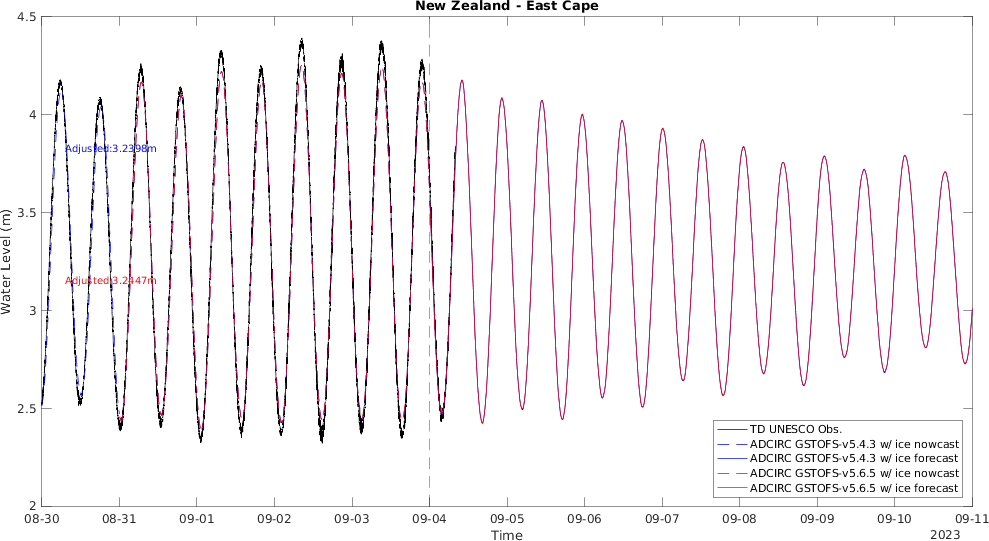 New Zealand - East Cape
Water Level (m)
4.5
4
3.5
3
2.5
2
Adjusted:3.2398m
Adjusted:3.2447m
TD UNESCO Obs.
ADCIRC GSTOFS-v5.4.3 w/ ice nowcast
ADCIRC GSTOFS-v5.4.3 w/ ice forecast
ADCIRC GSTOFS-v5.6.5 w/ ice nowcast
ADCIRC GSTOFS-v5.6.5 w/ ice forecast
08-30 08-31 09-01 09-02 09-03 09-04 09-05 09-06 09-07 09-08 09-09 09-10 09-11
Time
2023